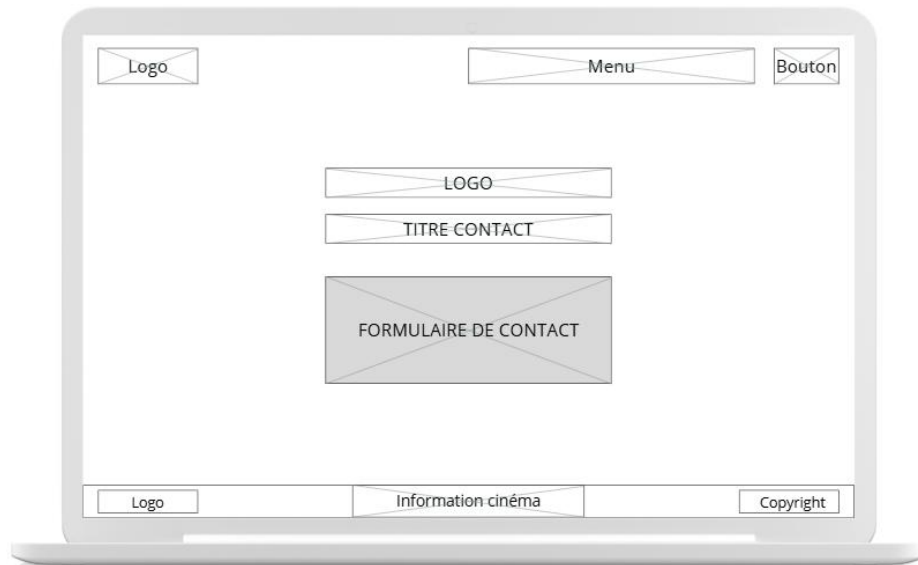 Logo
Menu
Bouton
LOGO
TITRE CONTACT
FORMULAIRE DE CONTACT
Logo
Information cinéma
Copyright